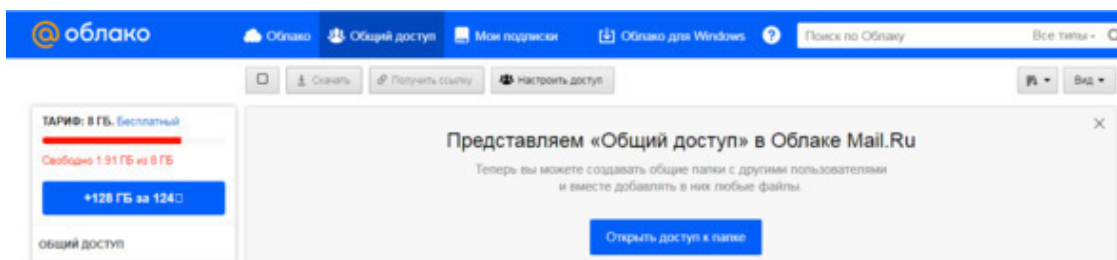 @облако
Облако
Общий доступ
Мои подписки
Облако для Windows
?
Поиск по Облаку
Все типы
Скачать
Получить ссылку
Настроить доступ
Вид
ТАРИФ: 8 ГБ. Бесплатный
Свободно 1.91 ГБ из 8 ГБ
+128 ГБ за 124
ОБЩИЙ ДОСТУП
Представляем «Общий доступ» в Облаке Mail.Ru
Теперь вы можете создавать общие папки с другими пользователями
и вместе добавлять в них любые файлы.
Открыть доступ к папке